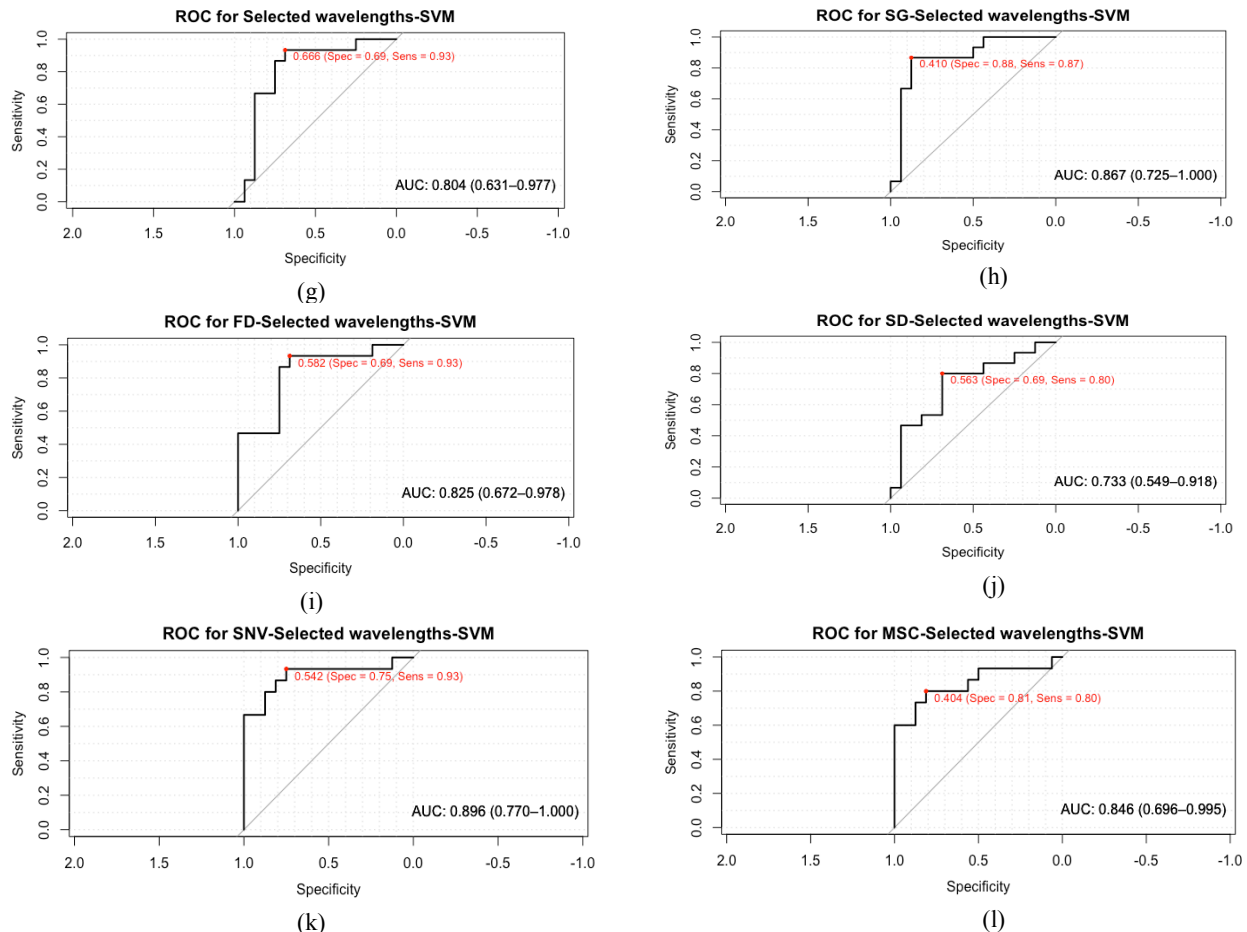 ROC for Selected wavelengths-SVM
Sensitivity
0.0 0.2 0.4 0.6 0.8 1.0
0.666 (Spec = 0.69, Sens = 0.93)
AUC: 0.804 (0.631–0.977)
2.0 1.5 1.0 0.5 0.0 -0.5 -1.0
Specificity
(g)
ROC for SG-Selected wavelengths-SVM
Sensitivity
0.0 0.2 0.4 0.6 0.8 1.0
0.410 (Spec = 0.88, Sens = 0.87)
AUC: 0.867 (0.725–1.000)
2.0 1.5 1.0 0.5 0.0 -0.5 -1.0
Specificity
(h)
ROC for FD-Selected wavelengths-SVM
Sensitivity
0.0 0.2 0.4 0.6 0.8 1.0
0.582 (Spec = 0.69, Sens = 0.93)
AUC: 0.825 (0.672–0.978)
2.0 1.5 1.0 0.5 0.0 -0.5 -1.0
Specificity
(i)
ROC for SD-Selected wavelengths-SVM
Sensitivity
0.0 0.2 0.4 0.6 0.8 1.0
0.563 (Spec = 0.69, Sens = 0.80)
AUC: 0.733 (0.549–0.918)
2.0 1.5 1.0 0.5 0.0 -0.5 -1.0
Specificity
(j)
ROC for SNV-Selected wavelengths-SVM
Sensitivity
0.0 0.2 0.4 0.6 0.8 1.0
0.542 (Spec = 0.75, Sens = 0.93)
AUC: 0.896 (0.770–1.000)
2.0 1.5 1.0 0.5 0.0 -0.5 -1.0
Specificity
(k)
ROC for MSC-Selected wavelengths-SVM
Sensitivity
0.0 0.2 0.4 0.6 0.8 1.0
0.404 (Spec = 0.81, Sens = 0.80)
AUC: 0.846 (0.696–0.995)
2.0 1.5 1.0 0.5 0.0 -0.5 -1.0
Specificity
(l)